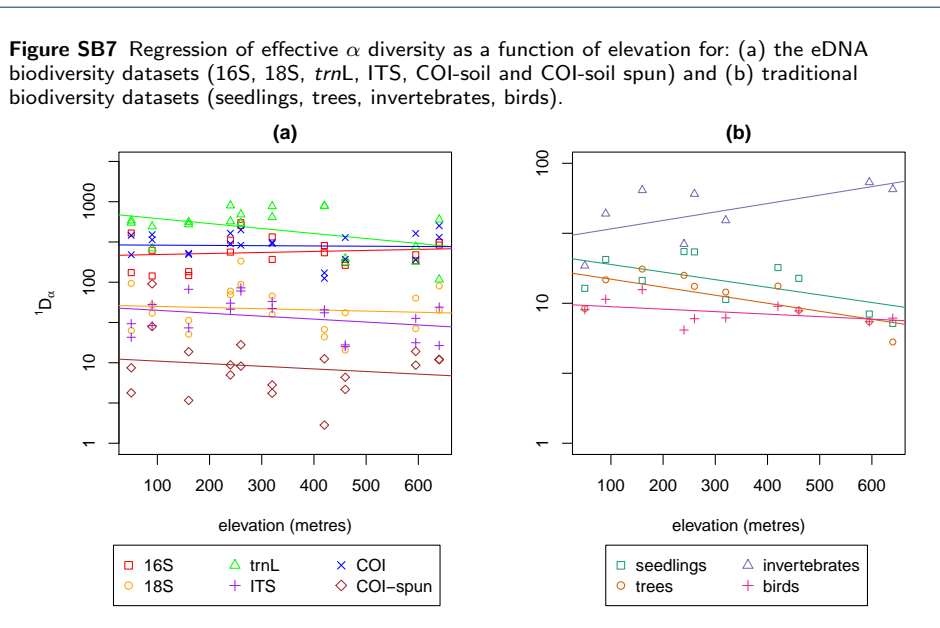 Figure SB7 Regression of effective α diversity as a function of elevation for: (a) the eDNA
biodiversity datasets (16S, 18S, trnL, ITS, COI-soil and COI-soil spun) and (b) traditional
biodiversity datasets (seedlings, trees, invertebrates, birds).
(a)
1000
100
10
1
¹Dα
100 200 300 400 500 600
elevation (metres)
16S trnL COI
18S ITS COI−spun
(b)
100
10
1
100 200 300 400 500 600
elevation (metres)
seedlings invertebrates
trees birds